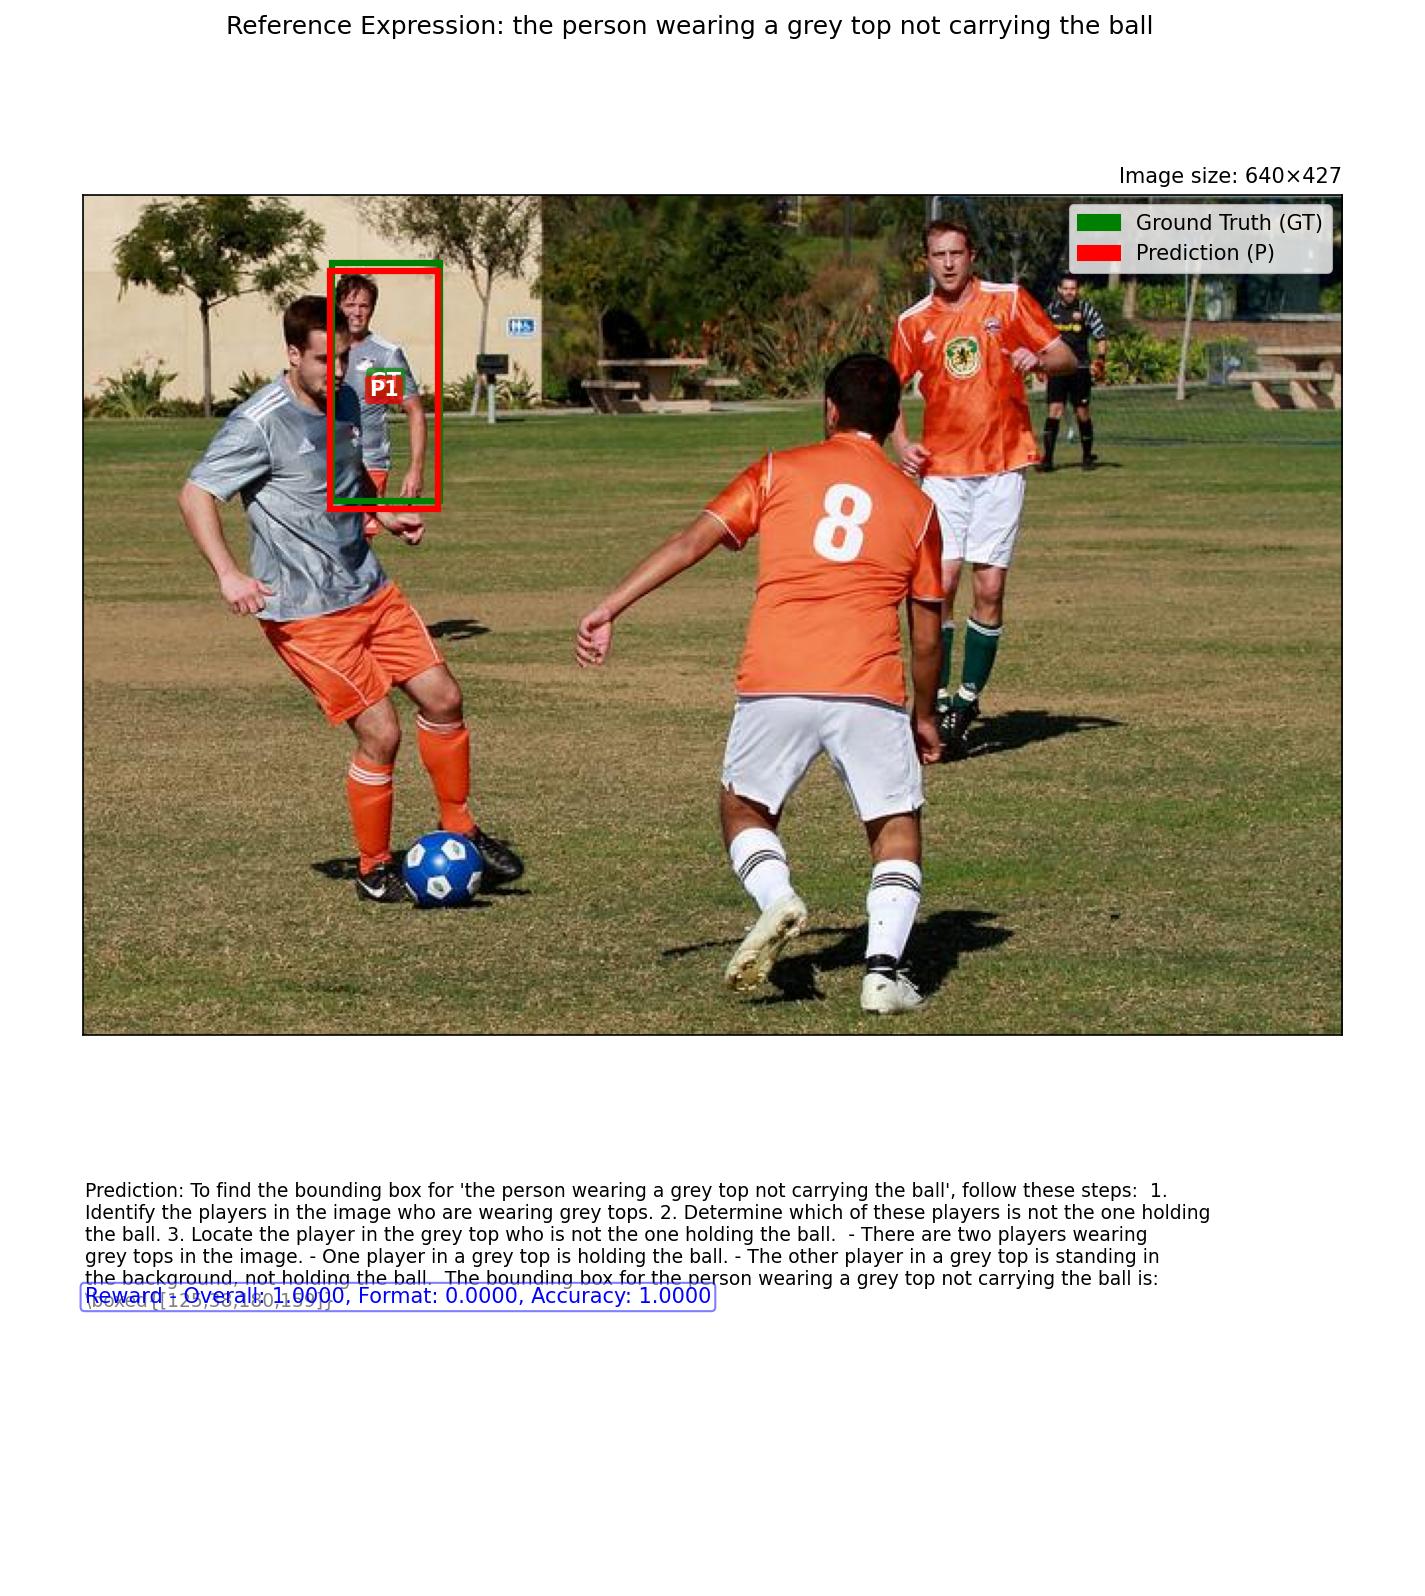 Reference Expression: the person wearing a grey top not carrying the ball
Image size: 640×427
Ground Truth (GT)
Prediction (P)
P1
8
Prediction: To find the bounding box for 'the person wearing a grey top not carrying the ball', follow these steps:  1.
Identify the players in the image who are wearing grey tops. 2. Determine which of these players is not the one holding
the ball. 3. Locate the player in the grey top who is not the one holding the ball.  - There are two players wearing
grey tops in the image. - One player in a grey top is holding the ball. - The other player in a grey top is standing in
the background, not holding the ball.  The bounding box for the person wearing a grey top not carrying the ball is:
Reward - Overall: 1.0000, Format: 0.0000, Accuracy: 1.0000